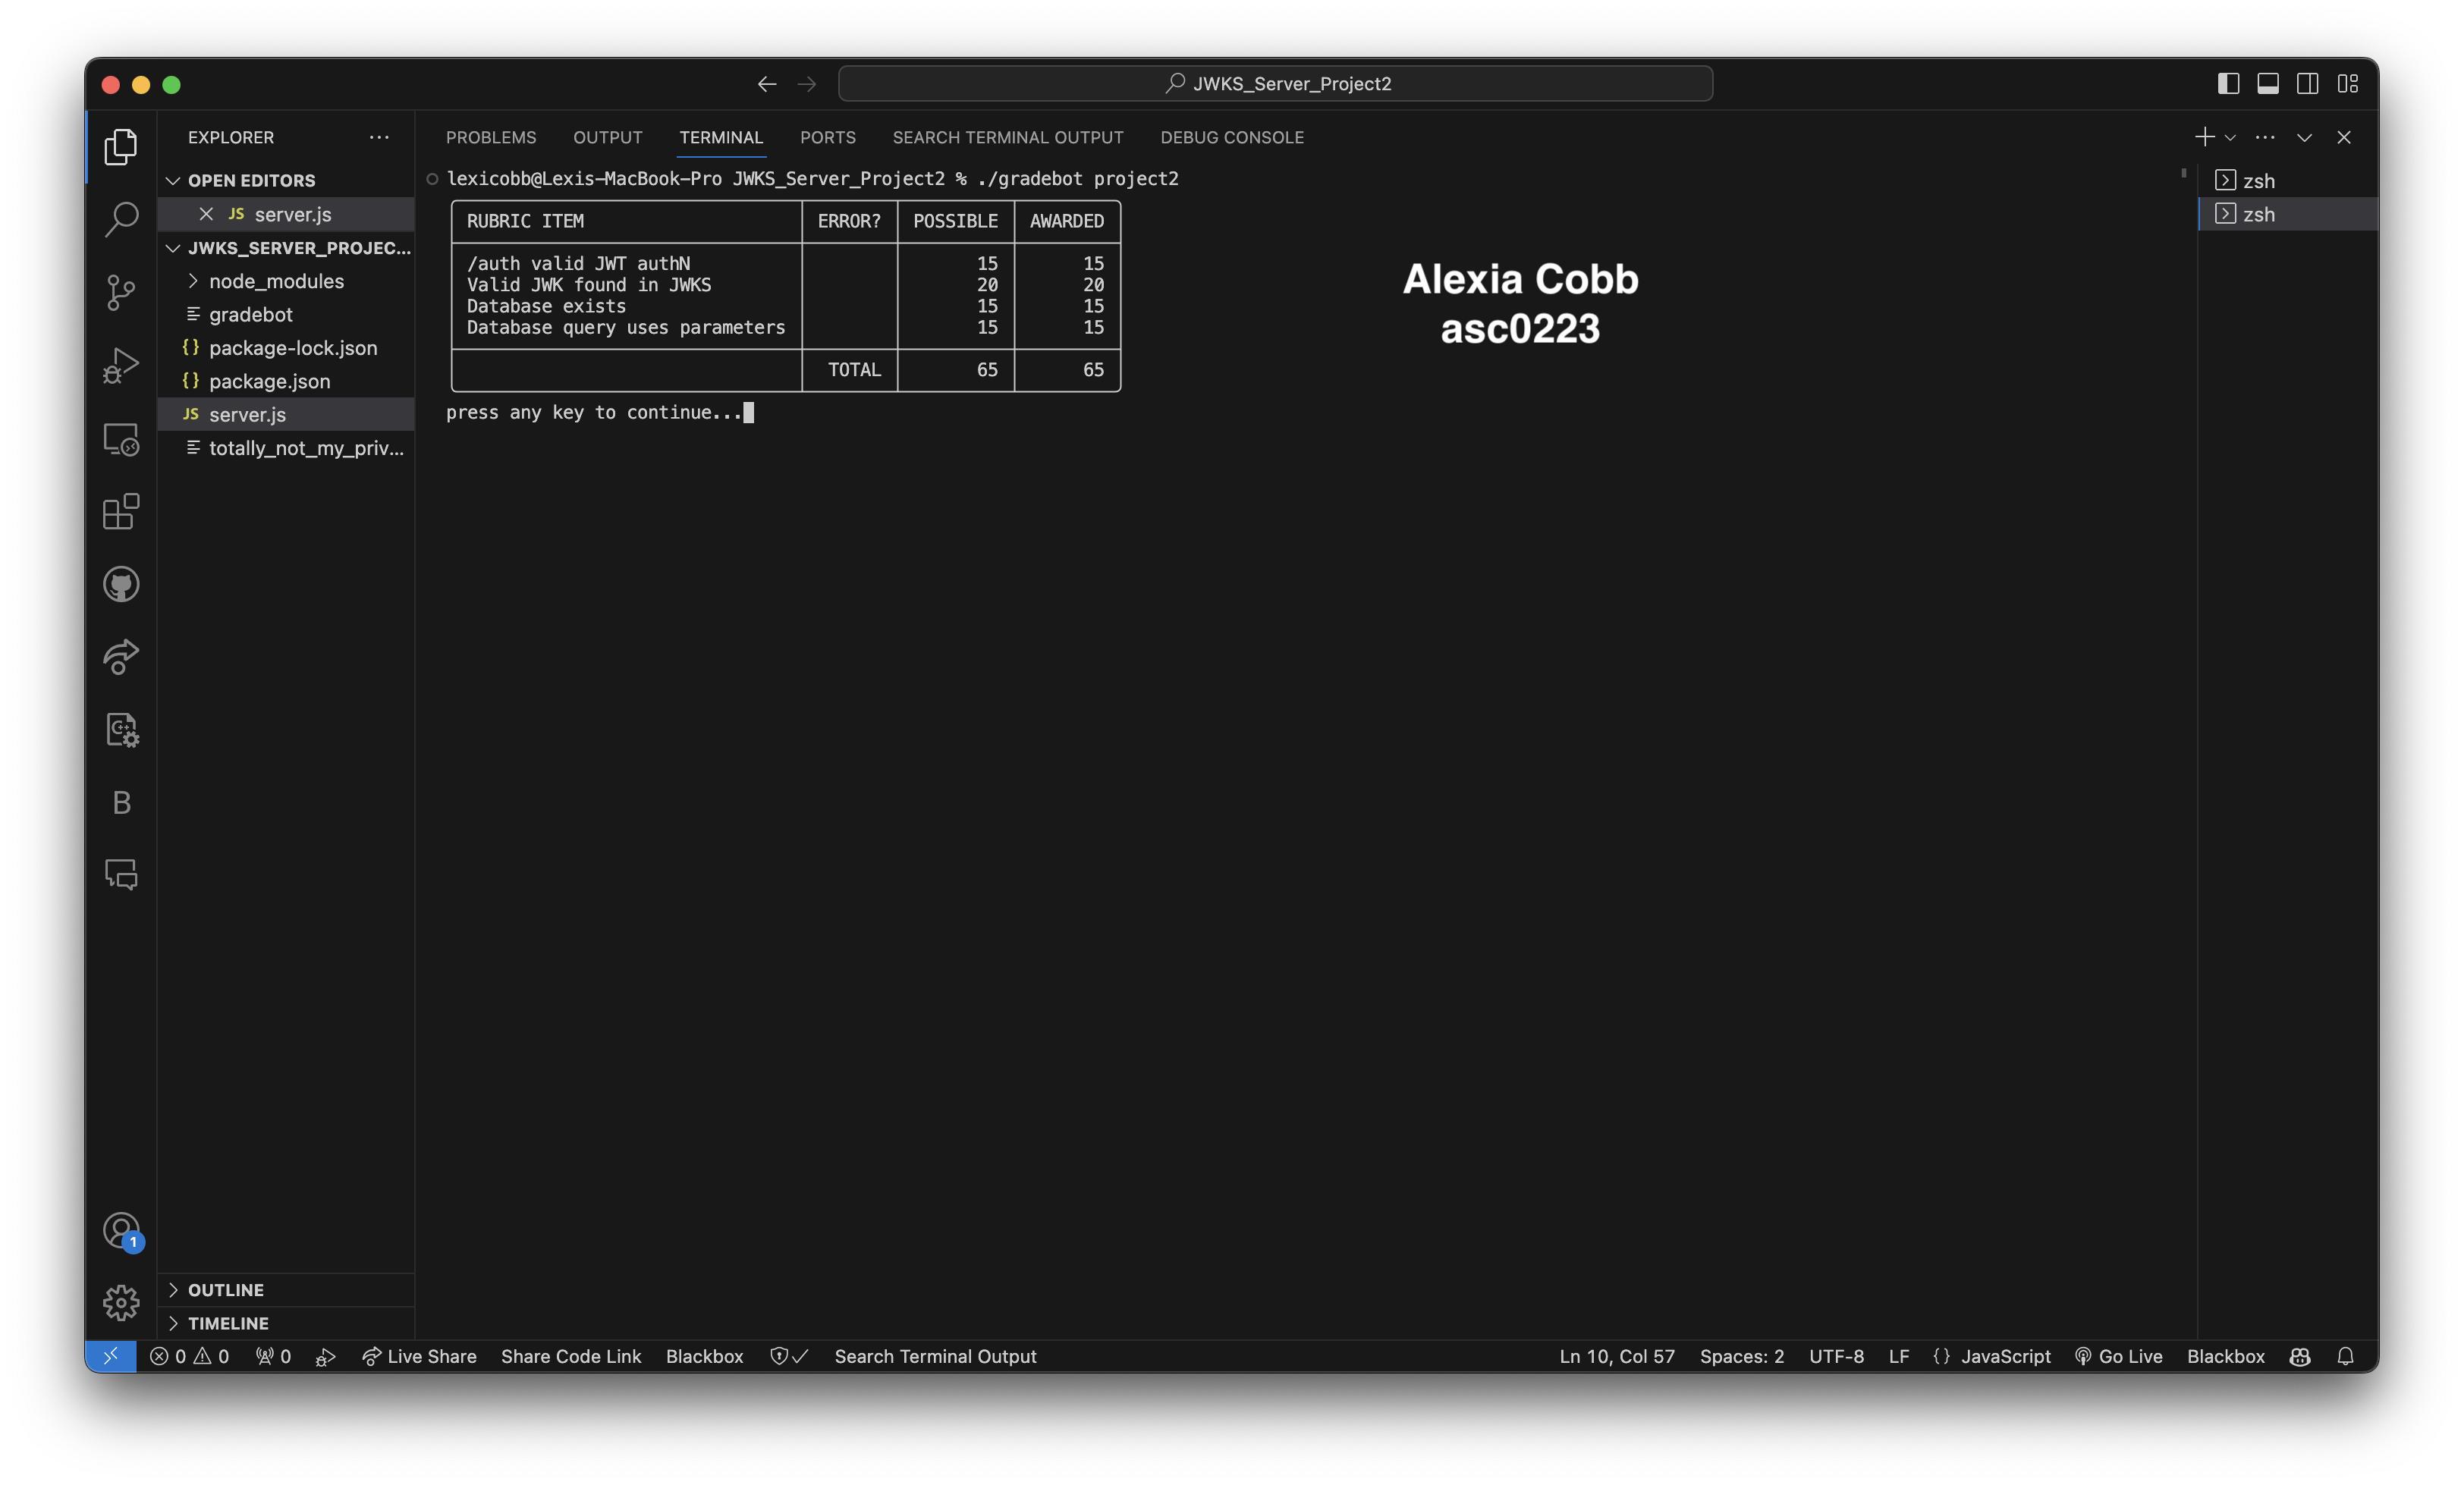 JWKS_Server_Project2
EXPLORER
OPEN EDITORS
JS server.js
JWKS_SERVER_PROJEC...
node_modules
gradebot
{} package-lock.json
{} package.json
JS server.js
totally_not_my_priv...
OUTLINE
TIMELINE
B
1
PROBLEMS OUTPUT TERMINAL PORTS SEARCH TERMINAL OUTPUT DEBUG CONSOLE
lexicobb@Lexis-MacBook-Pro JWKS_Server_Project2 % ./gradebot project2
RUBRIC ITEM ERROR? POSSIBLE AWARDED
/auth valid JWT authN 15 15
Valid JWK found in JWKS 20 20
Database exists 15 15
Database query uses parameters 15 15
TOTAL 65 65
press any key to continue...
Alexia Cobb
asc0223
zsh
zsh
0 0 0 Live Share Share Code Link Blackbox Search Terminal Output Ln 10, Col 57 Spaces: 2 UTF-8 LF {} JavaScript Go Live Blackbox